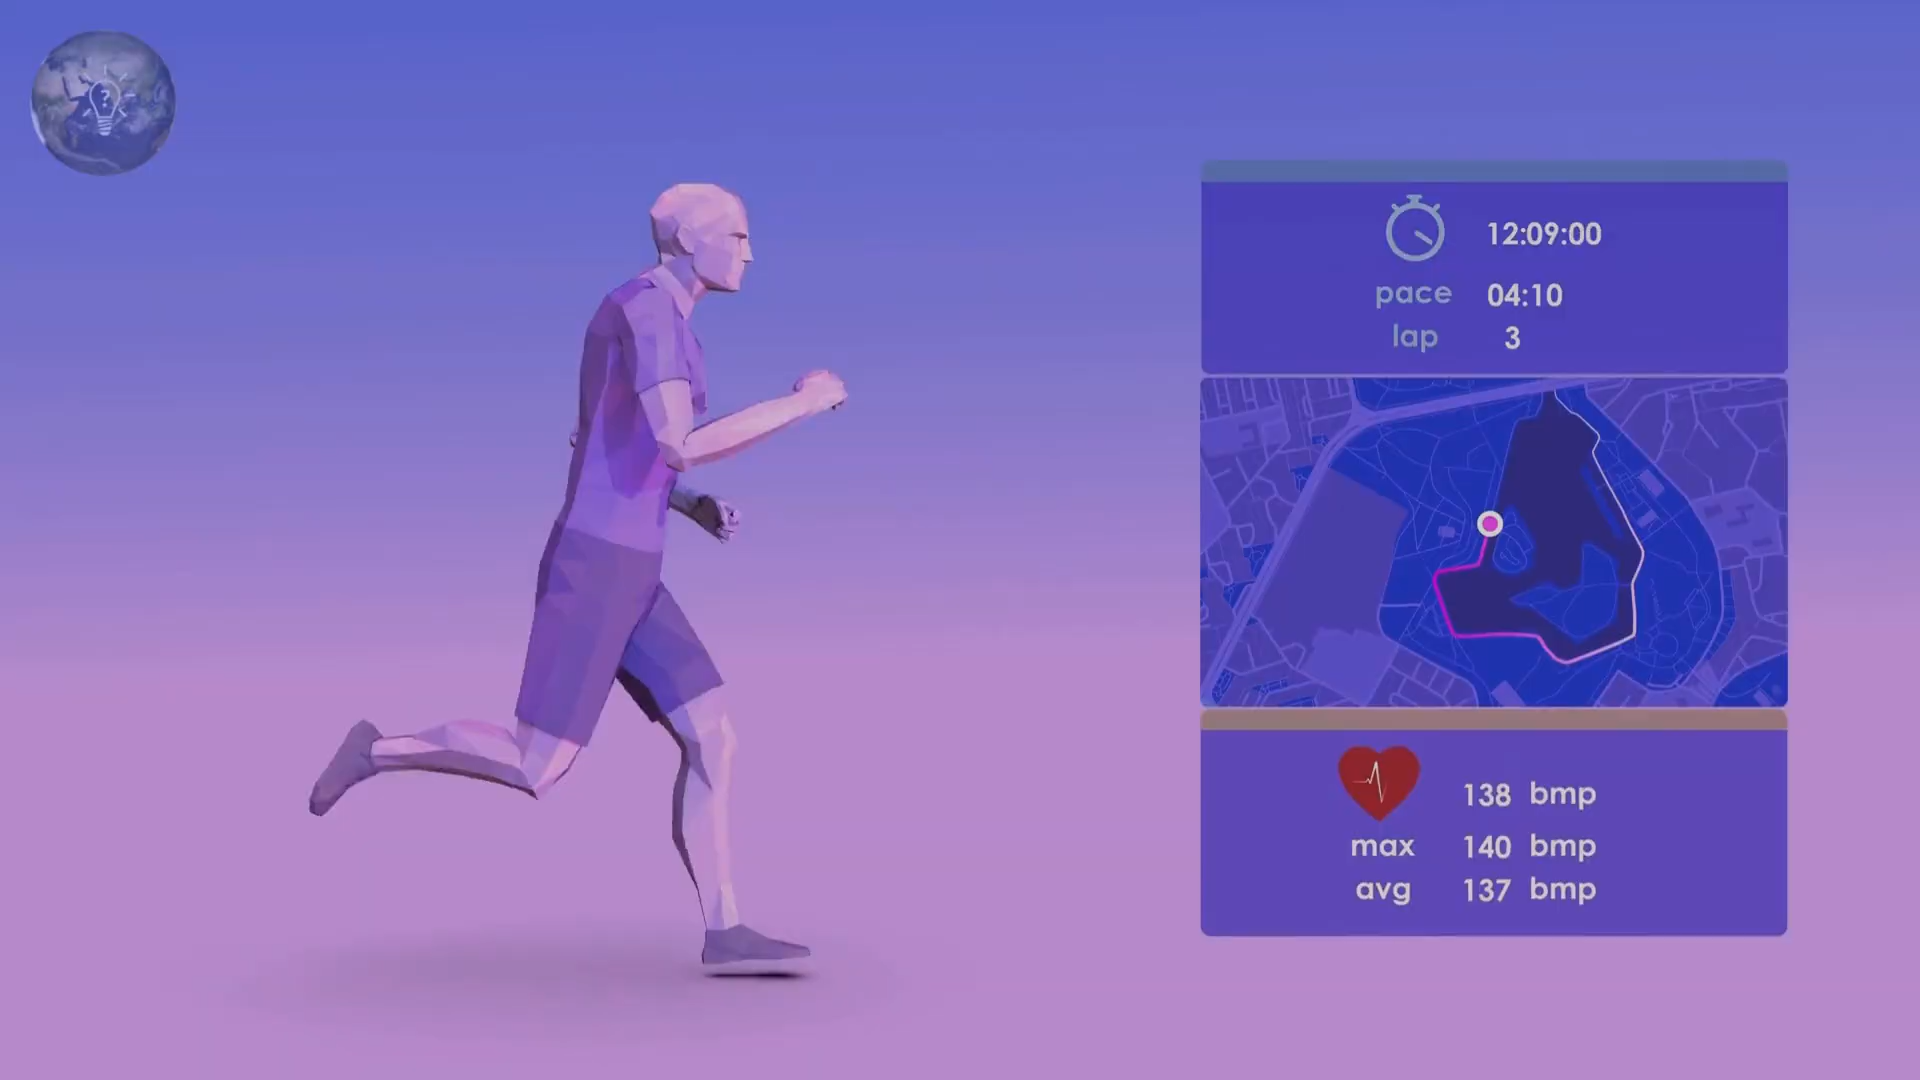 ?
12:09:00
pace 04:10
lap 3
138 bmp
max 140 bmp
avg 137 bmp